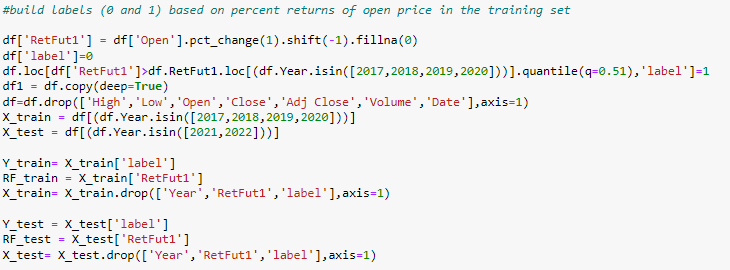 #build labels (0 and 1) based on percent returns of open price in the training set
df['RetFut1'] = df['Open'].pct_change(1).shift(-1).fillna(0)
df['label']=0
df.loc[df['RetFut1']>df.RetFut1.loc[(df.Year.isin([2017,2018,2019,2020]))].quantile(q=0.51),'label']=1
df1 = df.copy(deep=True)
df=df.drop(['High','Low','Open','Close','Adj Close','Volume','Date'],axis=1)
X_train = df[(df.Year.isin([2017,2018,2019,2020]))]
X_test = df[(df.Year.isin([2021,2022]))]
Y_train= X_train['label']
RF_train = X_train['RetFut1']
X_train= X_train.drop(['Year','RetFut1','label'],axis=1)
Y_test = X_test['label']
RF_test = X_test['RetFut1']
X_test= X_test.drop(['Year','RetFut1','label'],axis=1)